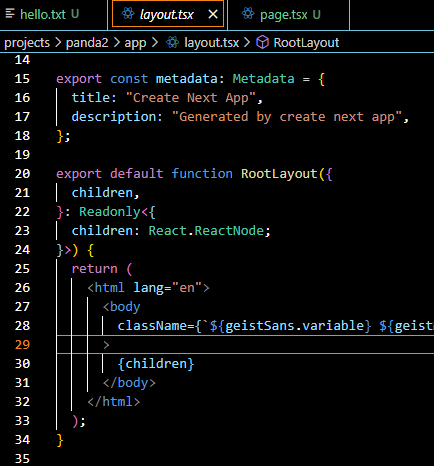 hello.txt U layout.tsx page.tsx U
projects > panda2 > app > layout.tsx > RootLayout
14
15 export const metadata: Metadata = {
16 title: "Create Next App",
17 description: "Generated by create next app",
18 };
19
20 export default function RootLayout({
21 children,
22 }: Readonly<{
23 children: React.ReactNode;
24 }>) {
25 return (
26 <html lang="en">
27 <body
28 className={`${geistSans.variable} ${geist
29 >
30 {children}
31 </body>
32 </html>
33 );
34 }
35